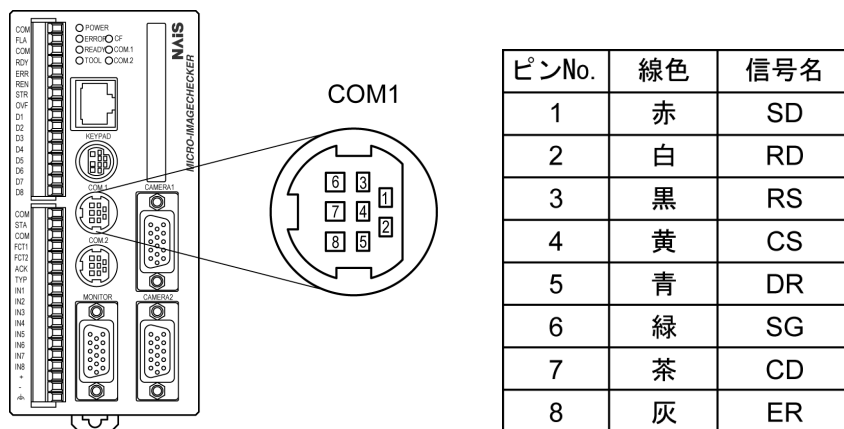 COM
FLA
COM
RDY
ERR
REN
STR
OVF
D1
D2
D3
D4
D5
D6
D7
D8
COM
STA
COM
FCT1
FCT2
ACK
TYP
IN1
IN2
IN3
IN4
IN5
IN6
IN7
IN8
+
-
POWER
ERROR CF
READY COM.1
TOOL COM.2
NAiS
MICRO-IMAGECHECKER
KEYPAD
COM.1 CAMERA1
COM.2
MONITOR CAMERA2
COM1
6 3
1
7 4
2
8 5
ピンNo. 線色 信号名
1 赤 SD
2 白 RD
3 黒 RS
4 黄 CS
5 青 DR
6 緑 SG
7 茶 CD
8 灰 ER